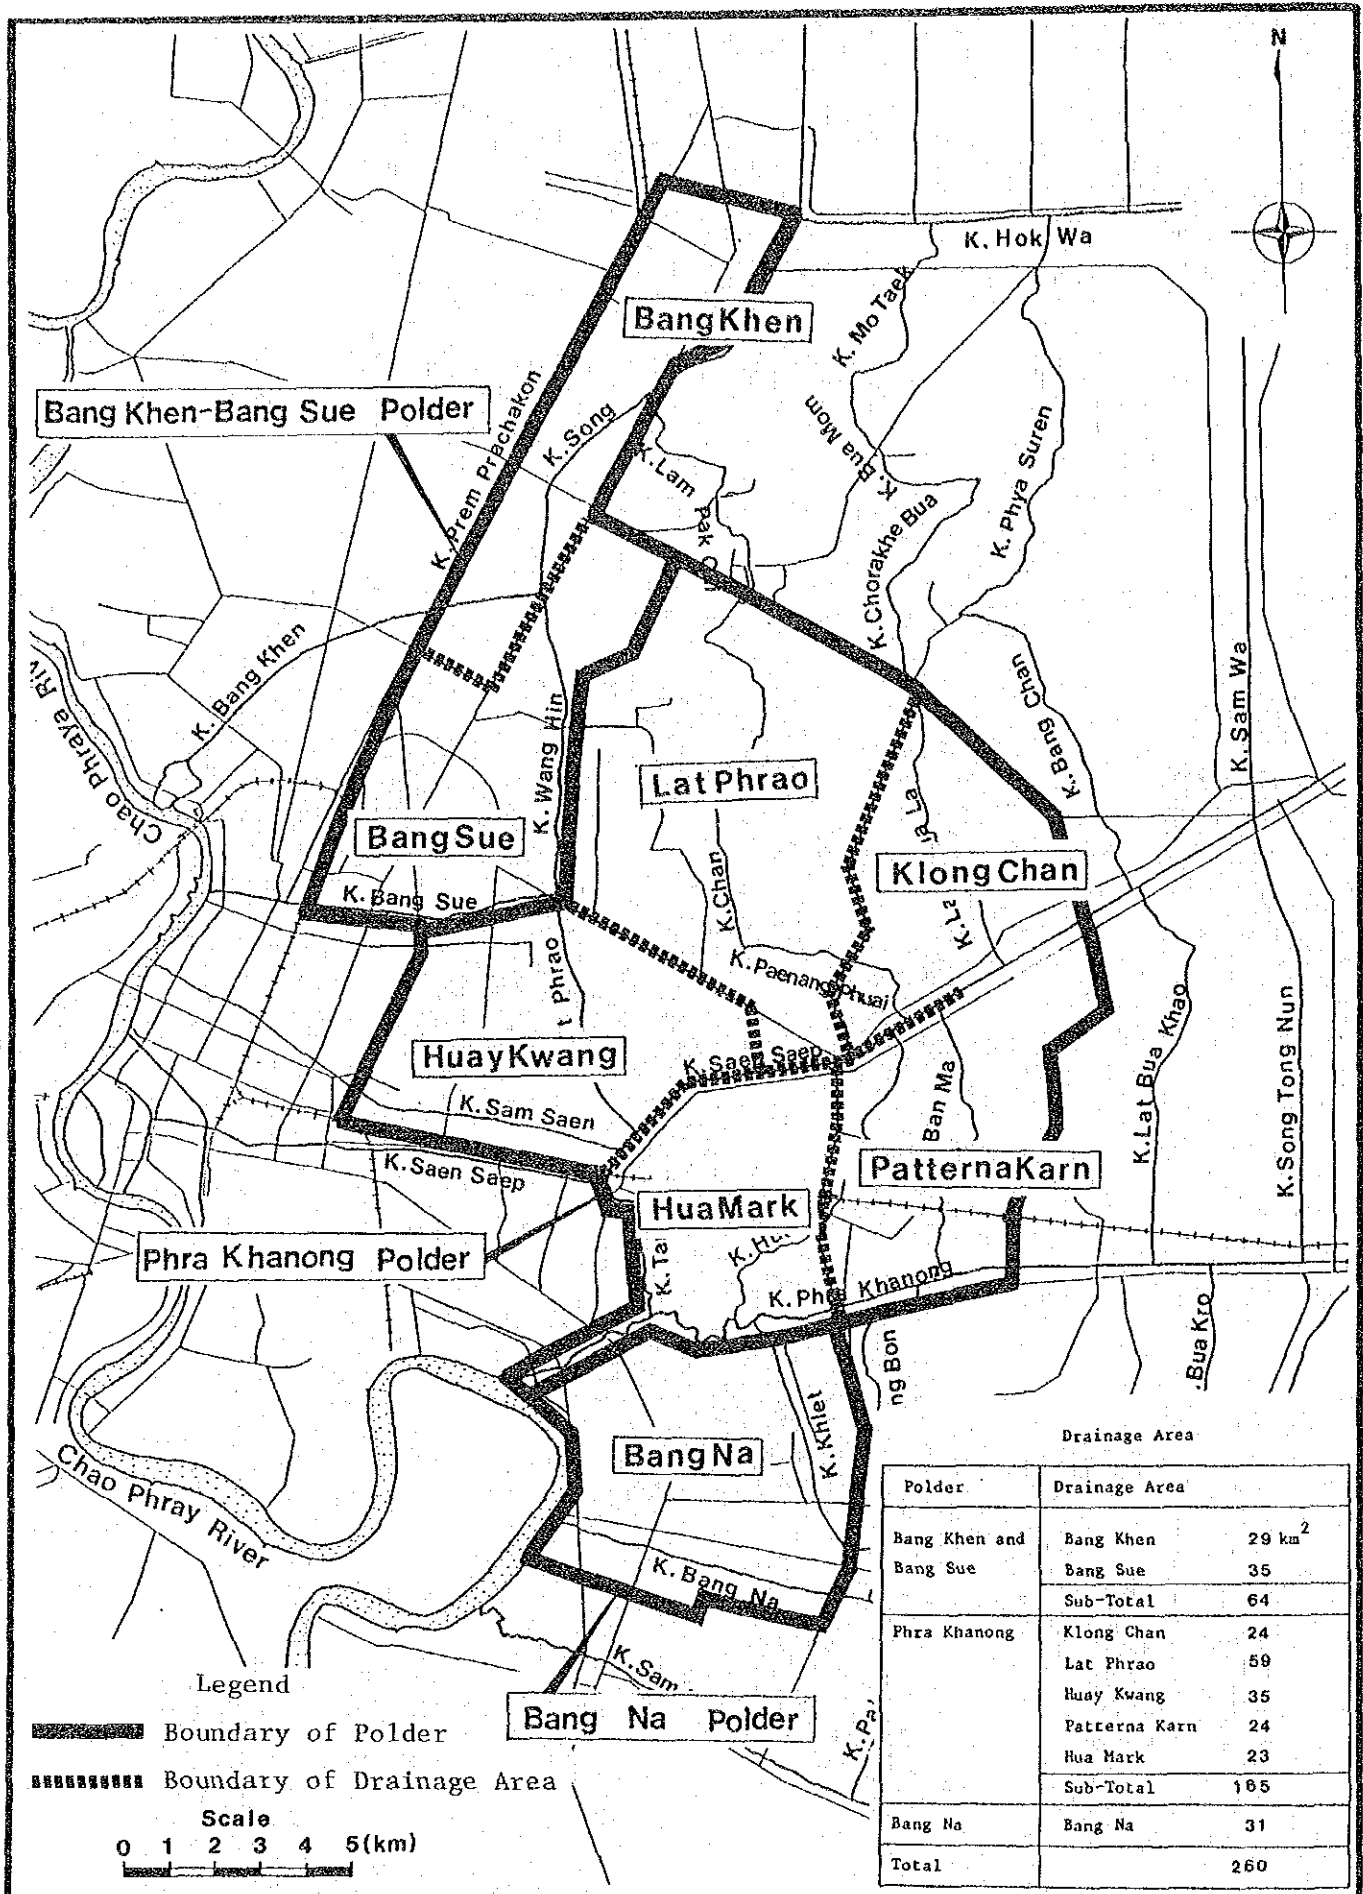 N
K. Hok Wa
K. Mo Taek
Bang Khen
Bang Khen-Bang Sue Polder
K. Prem Prachakon
K. Song
K. Lam Pak
K. Bua Mom
K. Phya Suren
K. Chorakhe Bua
K. Bang Khen
K. Bang Chan
K. Sam Wa
Chao Phraya
K. Wang Hin
Lat Phrao
Bang Sue
Klong Chan
K. Bang Sue
K. Chan
K. Paenang
Phrao
Huay Kwang
K. Saen Saep
K. Sam Saen
Ban Ma
K. Lat Bua Khao
K. Song Tong Nun
K. Saen Saep
Patterna Karn
Hua Mark
Phra Khanong Polder
K. Phra Khanong
Bua Kro
ng Bon
K. Khlet
Bang Na
Chao Phray River
K. Bang Na
K. Sam
Bang Na Polder
Legend
Boundary of Polder
Boundary of Drainage Area
Scale
0 1 2 3 4 5(km)
Drainage Area
Polder Drainage Area
Bang Khen and Bang Khen 29 km²
Bang Sue Bang Sue 35
Sub-Total 64
Phra Khanong Klong Chan 24
Lat Phrao 59
Huay Kwang 35
Patterna Karn 24
Hua Mark 23
Sub-Total 165
Bang Na Bang Na 31
Total 260